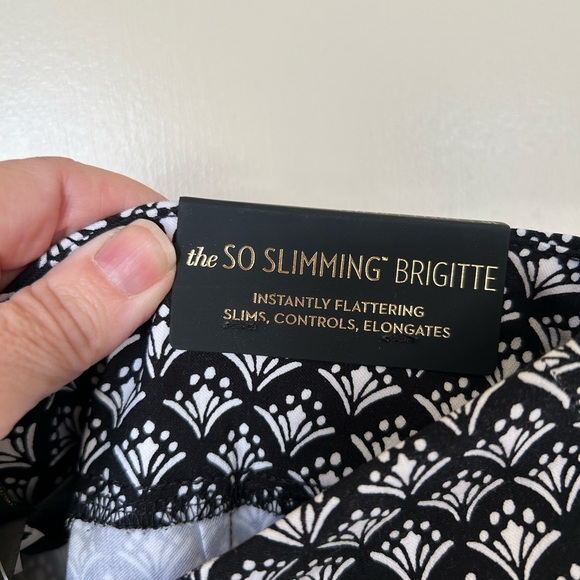 the SO SLIMMING™ BRIGITTE
INSTANTLY FLATTERING
SLIMS, CONTROLS, ELONGATES